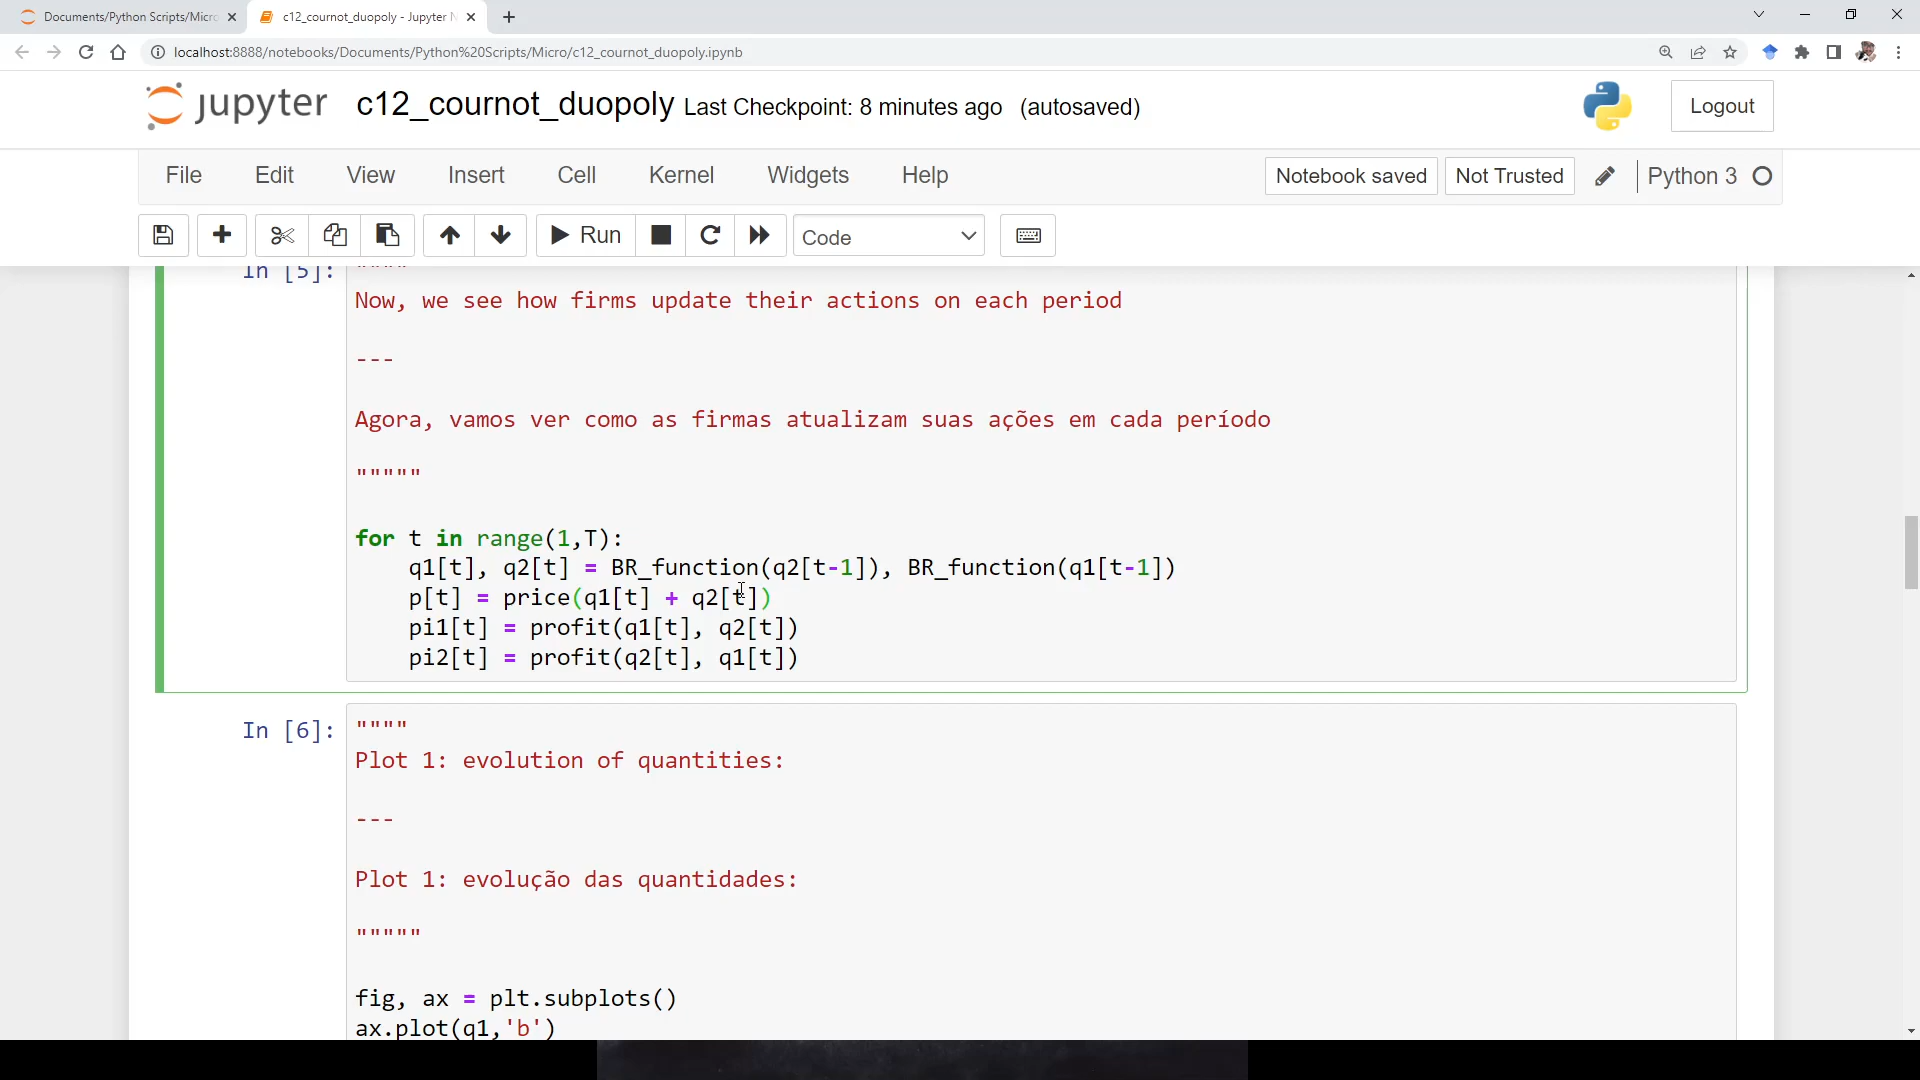 Documents/Python Scripts/Micro
c12_cournot_duopoly - Jupyter N
localhost:8888/notebooks/Documents/Python%20Scripts/Micro/c12_cournot_duopoly.ipynb
jupyter c12_cournot_duopoly Last Checkpoint: 8 minutes ago (autosaved)
Logout
File Edit View Insert Cell Kernel Widgets Help
Notebook saved Not Trusted Python 3
Run Code
In [5]: """"
Now, we see how firms update their actions on each period
---
Agora, vamos ver como as firmas atualizam suas ações em cada período
"""""
for t in range(1,T):
q1[t], q2[t] = BR_function(q2[t-1]), BR_function(q1[t-1])
p[t] = price(q1[t] + q2[t])
pi1[t] = profit(q1[t], q2[t])
pi2[t] = profit(q2[t], q1[t])
In [6]: """"
Plot 1: evolution of quantities:
---
Plot 1: evolução das quantidades:
"""""
fig, ax = plt.subplots()
ax.plot(q1,'b')